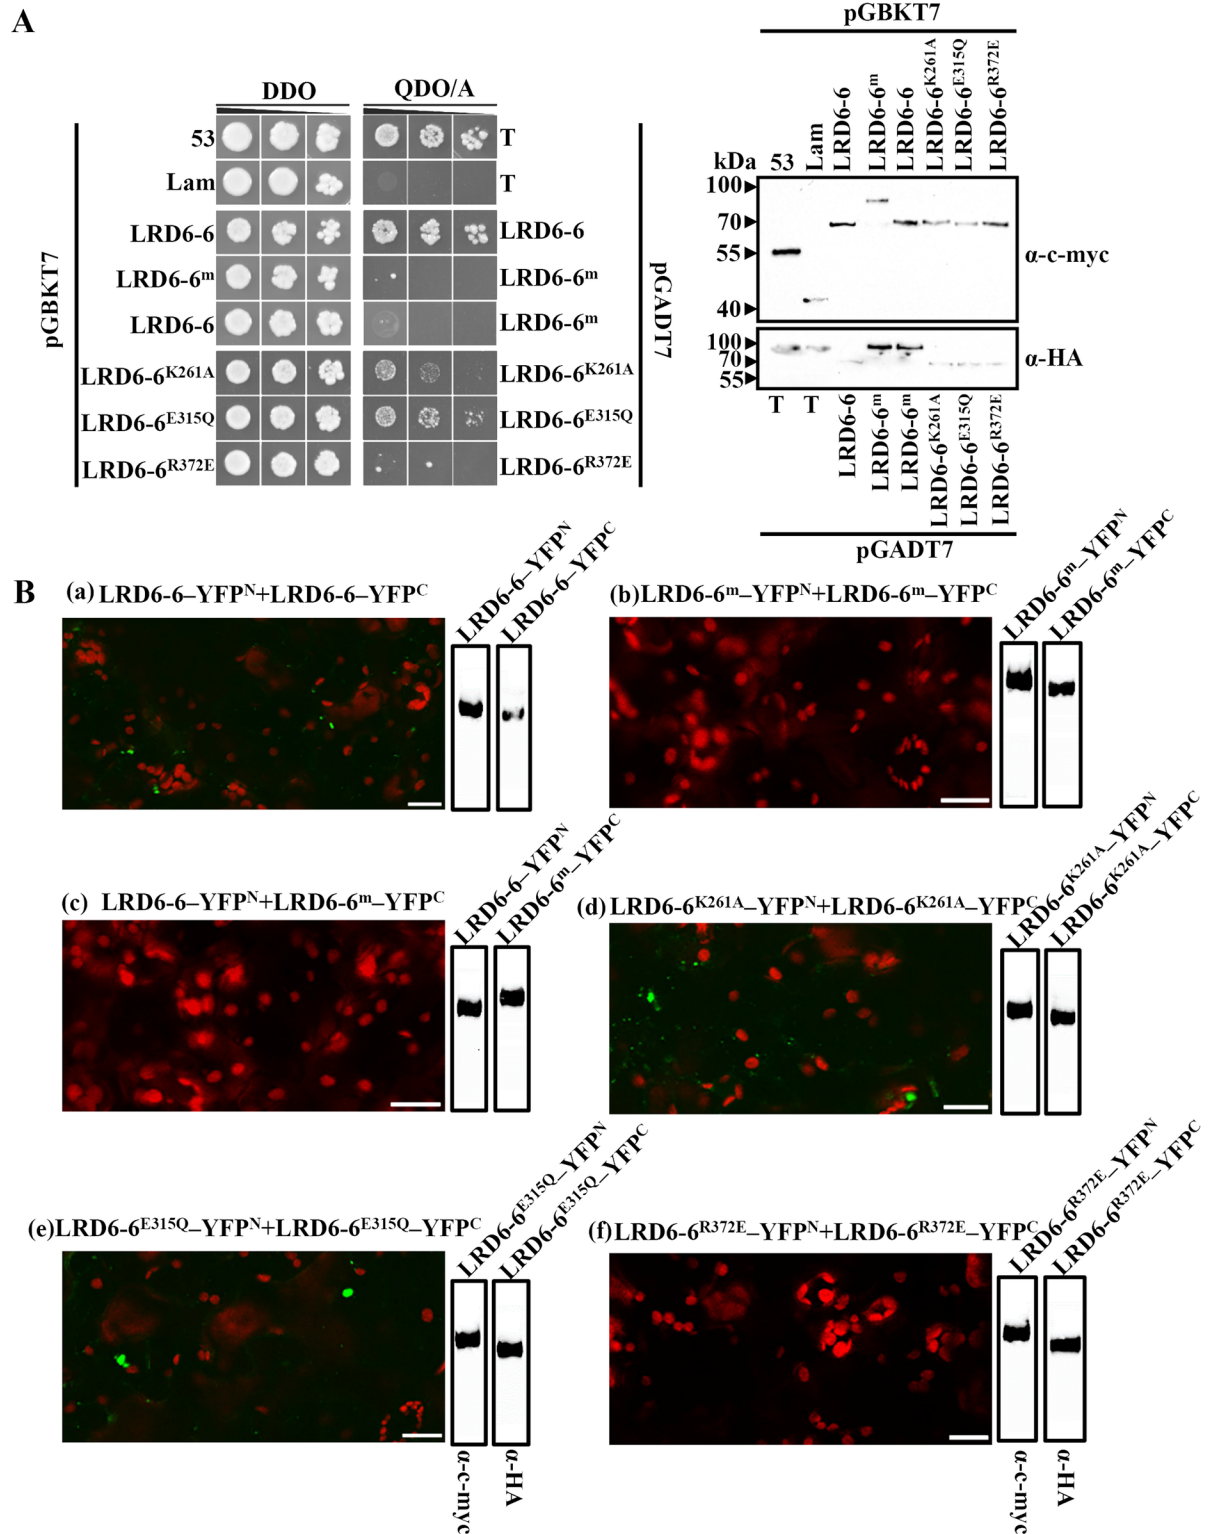 A
DDO QDO/A
53 T
Lam T
LRD6-6 LRD6-6
LRD6-6ᵐ LRD6-6ᵐ
LRD6-6 LRD6-6ᵐ
LRD6-6ᴷ²⁶¹ᴬ LRD6-6ᴷ²⁶¹ᴬ
LRD6-6ᴱ³¹⁵Q LRD6-6ᴱ³¹⁵Q
LRD6-6ᴿ³⁷²ᴱ LRD6-6ᴿ³⁷²ᴱ
pGBKT7
pGADT7
pGBKT7
kDa 53 Lam LRD6-6 LRD6-6ᵐ LRD6-6 LRD6-6ᴷ²⁶¹ᴬ LRD6-6ᴱ³¹⁵Q LRD6-6ᴿ³⁷²ᴱ
100
70
55
40
α-c-myc
100
70
55
α-HA
T T LRD6-6 LRD6-6ᵐ LRD6-6ᵐ LRD6-6ᴷ²⁶¹ᴬ LRD6-6ᴱ³¹⁵Q LRD6-6ᴿ³⁷²ᴱ
pGADT7
B
(a) LRD6-6–YFPᴺ+LRD6-6–YFPᶜ
LRD6-6–YFPᴺ
LRD6-6–YFPᶜ
(b)LRD6-6ᵐ–YFPᴺ+LRD6-6ᵐ–YFPᶜ
LRD6-6ᵐ–YFPᴺ
LRD6-6ᵐ–YFPᶜ
(c) LRD6-6–YFPᴺ+LRD6-6ᵐ–YFPᶜ
LRD6-6–YFPᴺ
LRD6-6ᵐ–YFPᶜ
(d) LRD6-6ᴷ²⁶¹ᴬ–YFPᴺ+LRD6-6ᴷ²⁶¹ᴬ–YFPᶜ
LRD6-6ᴷ²⁶¹ᴬ–YFPᴺ
LRD6-6ᴷ²⁶¹ᴬ–YFPᶜ
(e)LRD6-6ᴱ³¹⁵Q–YFPᴺ+LRD6-6ᴱ³¹⁵Q–YFPᶜ
LRD6-6ᴱ³¹⁵Q–YFPᴺ
LRD6-6ᴱ³¹⁵Q–YFPᶜ
(f) LRD6-6ᴿ³⁷²ᴱ–YFPᴺ+LRD6-6ᴿ³⁷²ᴱ–YFPᶜ
LRD6-6ᴿ³⁷²ᴱ–YFPᴺ
LRD6-6ᴿ³⁷²ᴱ–YFPᶜ
α-c-myc
α-HA
α-c-myc
α-HA